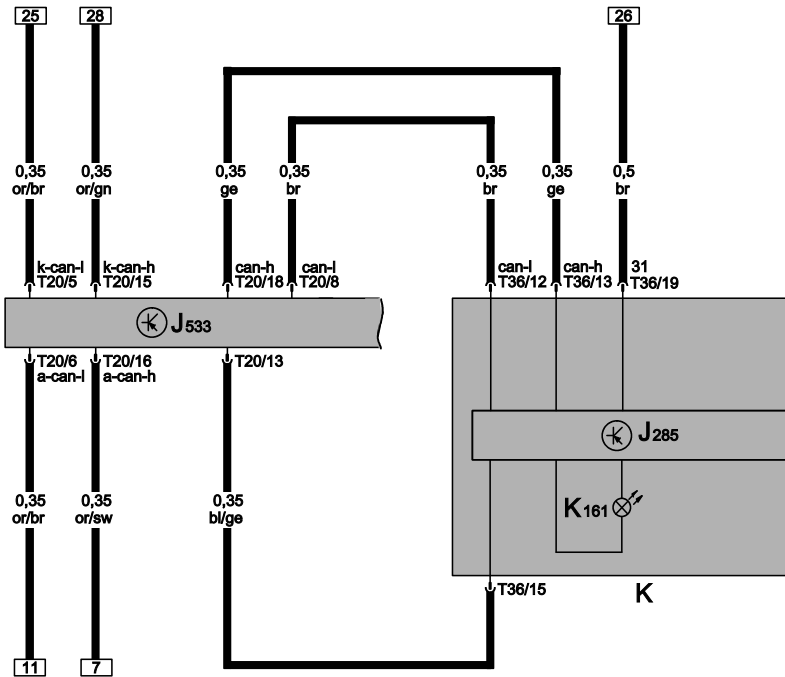 25 28 26
0,35 0,35 0,35 0,35 0,35 0,35 0,5
or/br or/gn ge br br ge br
k-can-l k-can-h can-h can-l can-l can-h 31
T20/5 T20/15 T20/18 T20/8 T36/12 T36/13 T36/19
J533
T20/6 T20/16 T20/13
a-can-l a-can-h
J285
0,35 0,35 0,35
or/br or/sw bl/ge
K161
T36/15
K
11 7